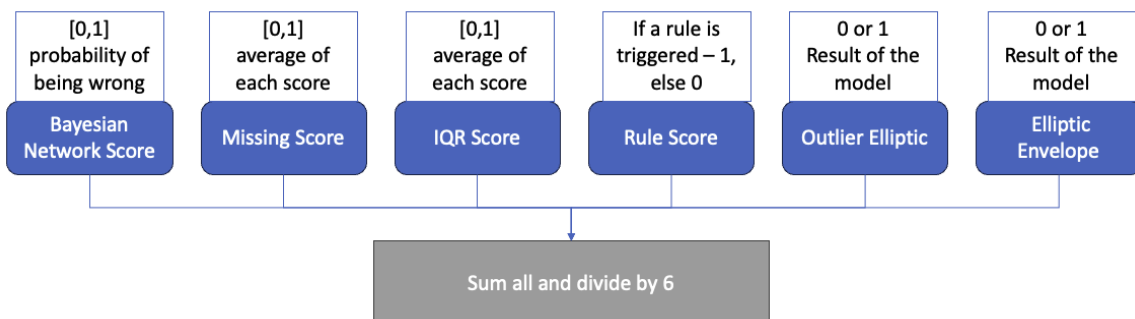 [0,1]
probability of
being wrong
Bayesian
Network Score
[0,1]
average of
each score
Missing Score
[0,1]
average of
each score
IQR Score
If a rule is
triggered – 1,
else 0
Rule Score
0 or 1
Result of the
model
Outlier Elliptic
0 or 1
Result of the
model
Elliptic
Envelope
Sum all and divide by 6